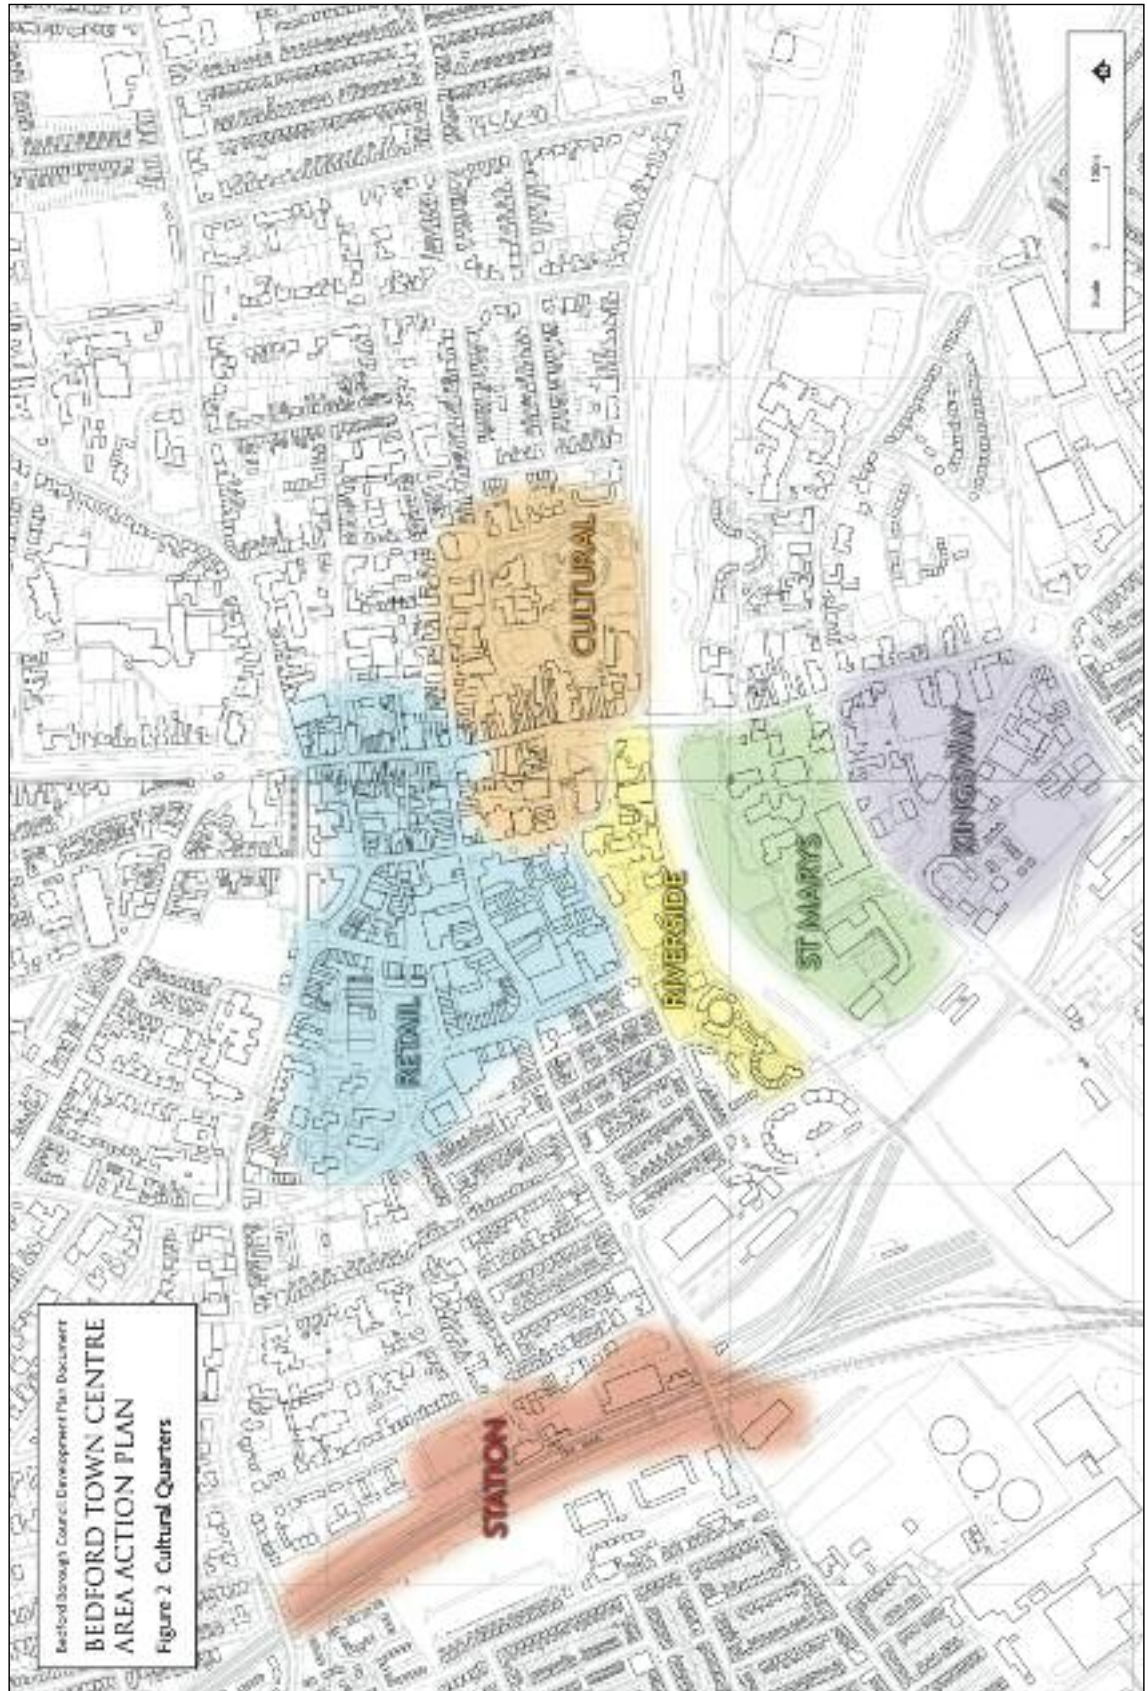 Bedford Borough Council Development Plan Document
BEDFORD TOWN CENTRE
AREA ACTION PLAN
Figure 2 Cultural Quarters
STATION
RETAIL
CULTURAL
RIVERSIDE
ST MARYS
KINGSWAY
Scale 0
N